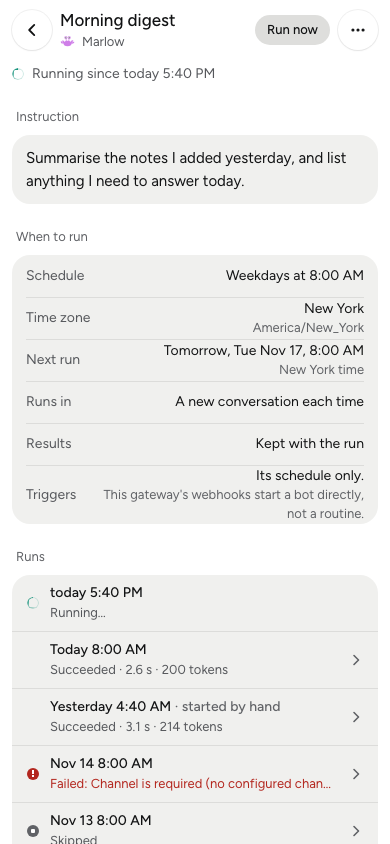 Morning digest
Marlow
Run now
Running since today 5:40 PM
Instruction
Summarise the notes I added yesterday, and list
anything I need to answer today.
When to run
Schedule
Weekdays at 8:00 AM
Time zone
New York
America/New_York
Next run
Tomorrow, Tue Nov 17, 8:00 AM
New York time
Runs in
A new conversation each time
Results
Kept with the run
Triggers
Its schedule only.
This gateway's webhooks start a bot directly,
not a routine.
Runs
today 5:40 PM
Running…
Today 8:00 AM
Succeeded · 2.6 s · 200 tokens
Yesterday 4:40 AM · started by hand
Succeeded · 3.1 s · 214 tokens
Nov 14 8:00 AM
Failed: Channel is required (no configured chan…
Nov 13 8:00 AM
Skipped